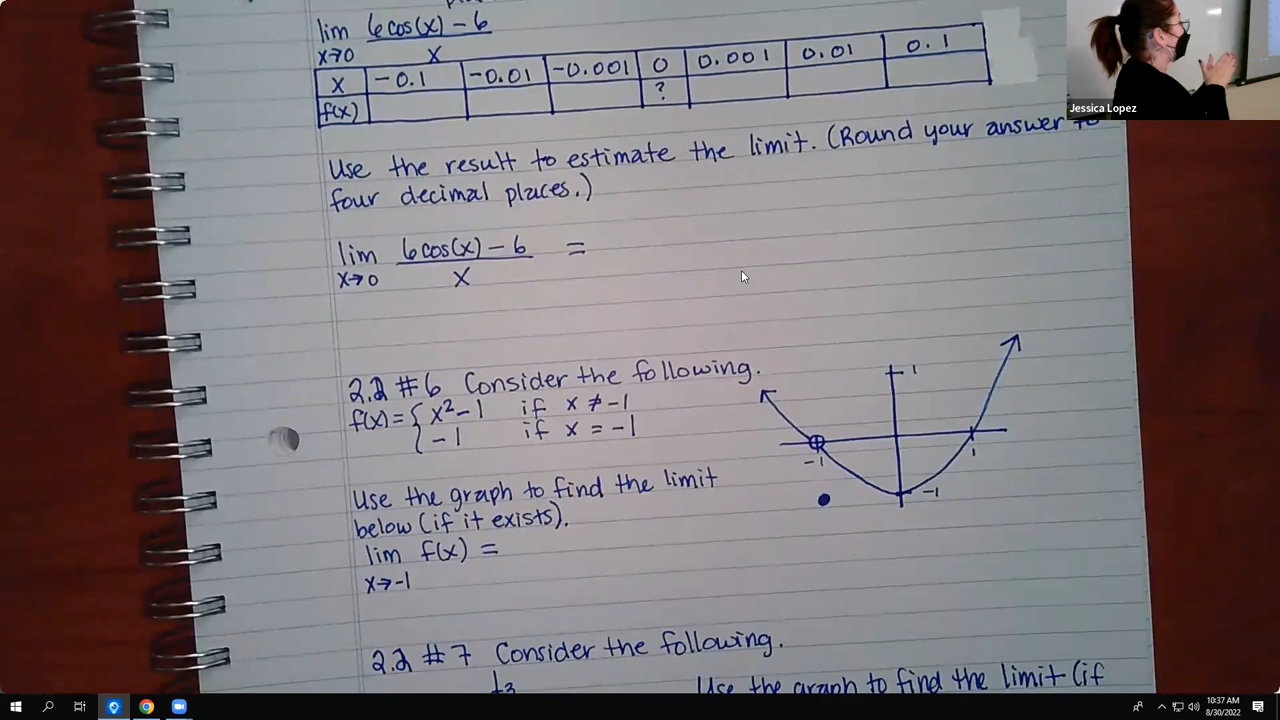 lim 6cos(x) - 6
x→0 x
x -0.1 -0.01 -0.001 0 0.001 0.01 0.1
f(x) ?
Jessica Lopez
Use the result to estimate the limit. (Round your answer to
four decimal places.)
lim 6cos(x) - 6 =
x→0 x
2.2 #6 Consider the following.
f(x) = { x²-1 if x ≠ -1
-1 if x = -1
1
-1 1
-1
Use the graph to find the limit
below (if it exists).
lim f(x) =
x→-1
2.2 #7 Consider the following.
Use the graph to find the limit (if
10:37 AM
8/30/2022